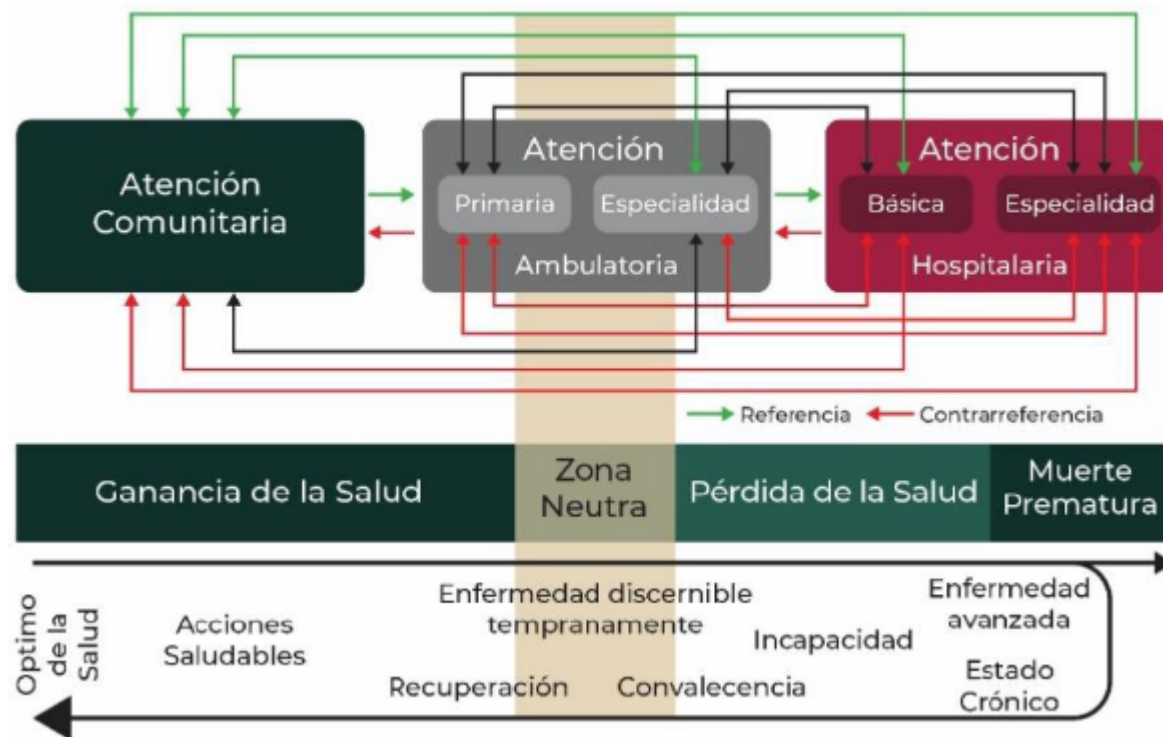 Atención
Comunitaria
Atención
Primaria
Especialidad
Ambulatoria
Atención
Básica
Especialidad
Hospitalaria
Referencia
Contrarreferencia
Ganancia de la Salud
Zona
Neutra
Pérdida de la Salud
Muerte
Prematura
Optimo
de la
Salud
Acciones
Saludables
Enfermedad discernible
tempranamente
Recuperación
Convalecencia
Incapacidad
Enfermedad
avanzada
Estado
Crónico